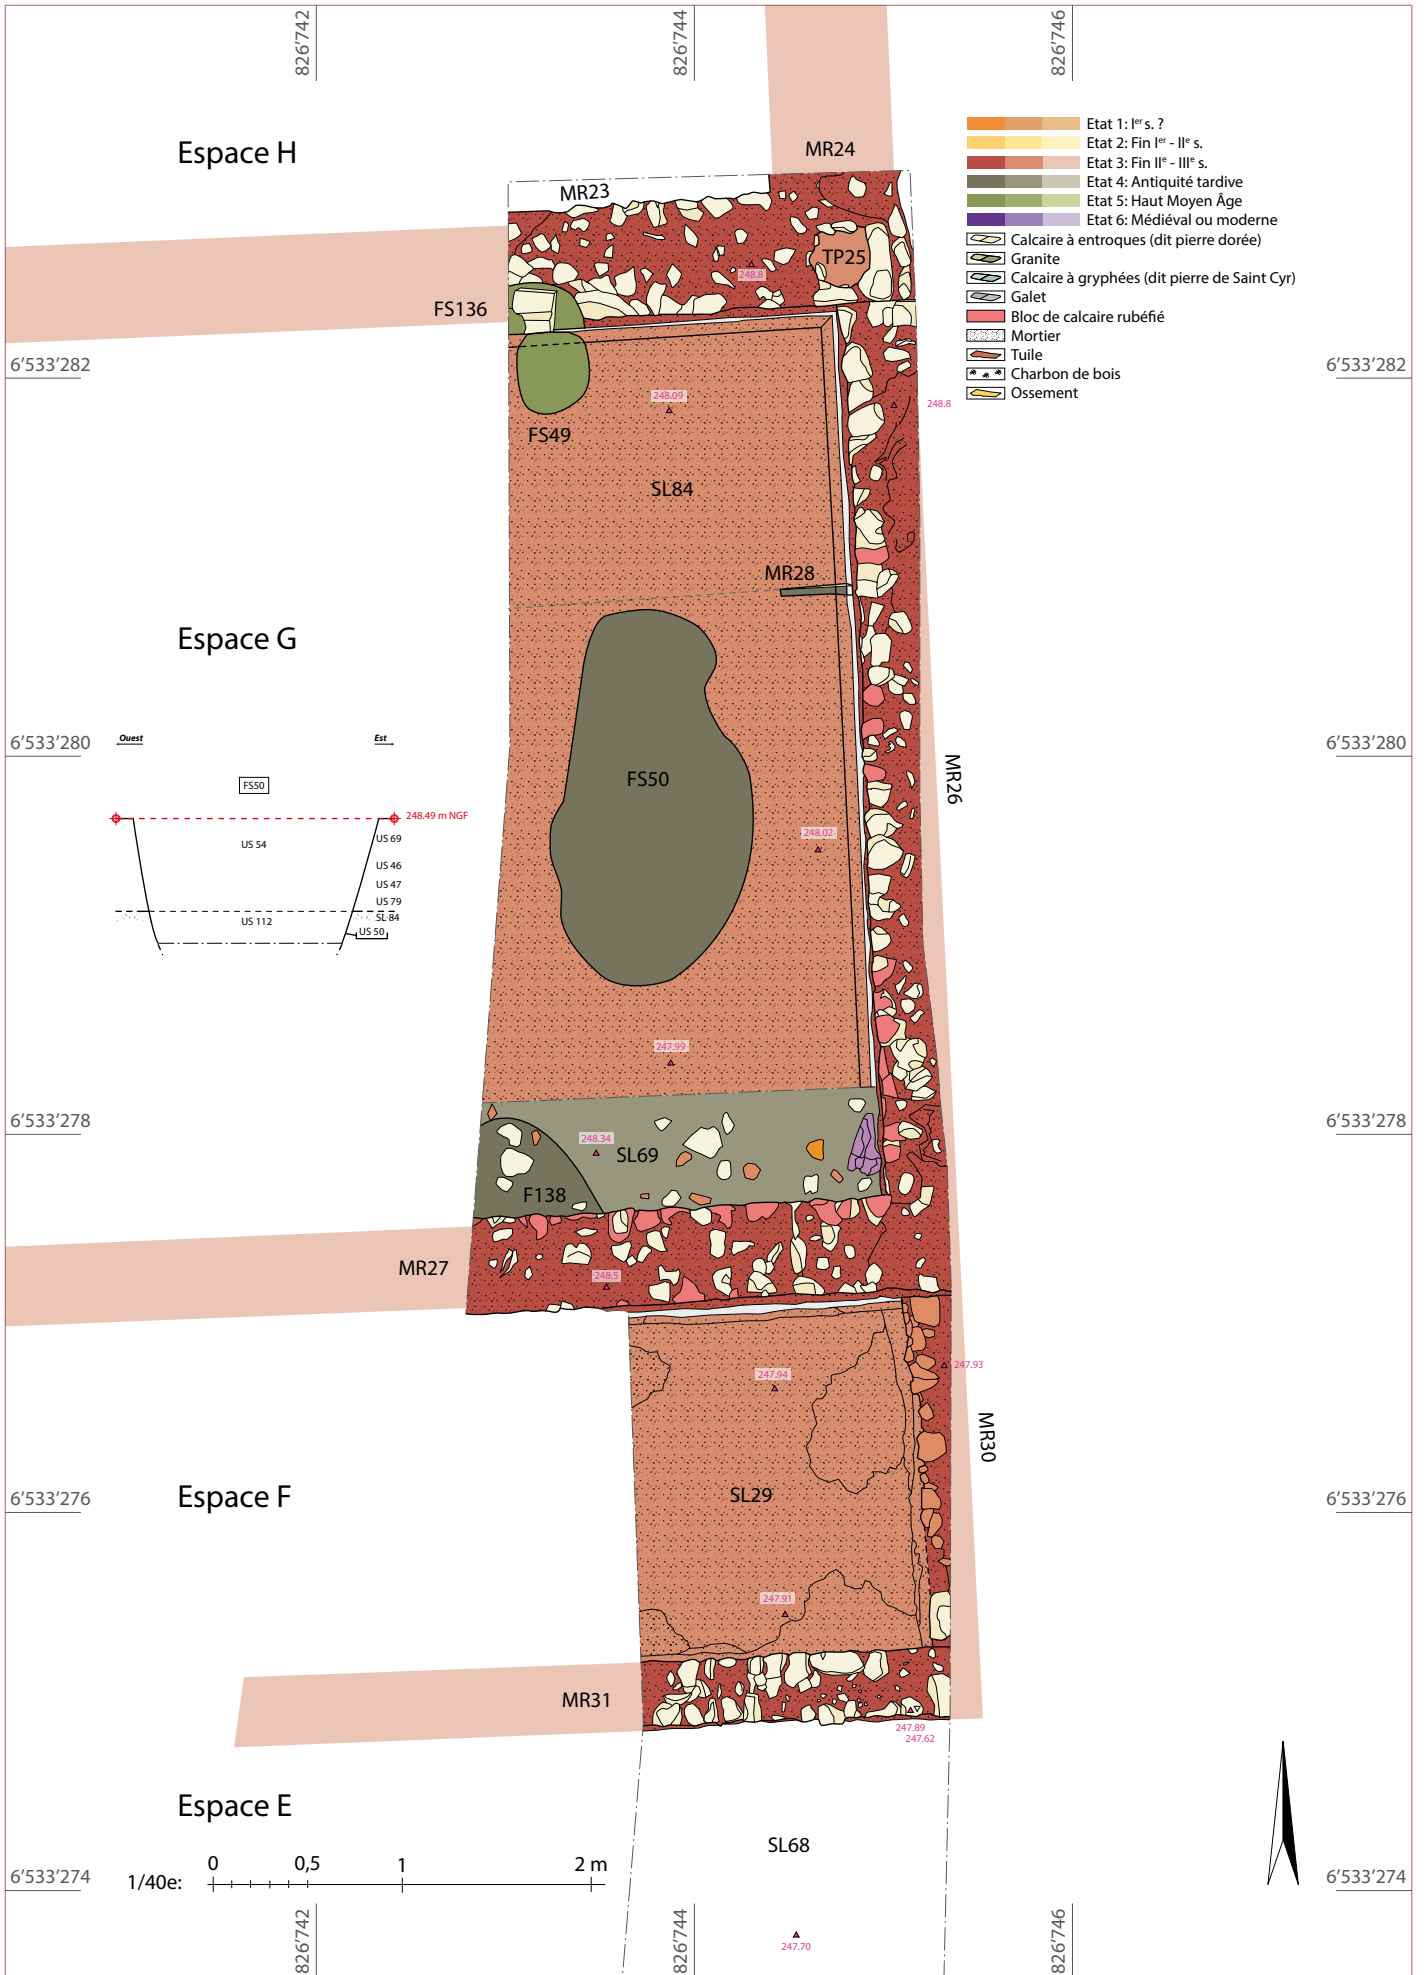 826'742
826'744
826'746
Espace H
MR24
MR23
Etat 1: Ier s. ?
Etat 2: Fin Ier - IIe s.
Etat 3: Fin IIe - IIIe s.
Etat 4: Antiquité tardive
Etat 5: Haut Moyen Âge
Etat 6: Médiéval ou moderne
Calcaire à entroques (dit pierre dorée)
Granite
Calcaire à gryphées (dit pierre de Saint Cyr)
Galet
Bloc de calcaire rubéfié
Mortier
Tuile
Charbon de bois
Ossement
TP25
248.8
FS136
6'533'282
6'533'282
248.09
248.8
FS49
SL84
MR28
Espace G
6'533'280
6'533'280
Ouest
Est
FS50
MR26
FS50
248.49 m NGF
248.02
US 69
US 54
US 46
US 47
US 79
SL 84
US 112
US 50
247.99
6'533'278
6'533'278
248.34
SL69
F138
MR27
248.5
247.93
247.94
MR30
Espace F
SL29
6'533'276
6'533'276
247.91
MR31
247.89
247.62
Espace E
SL68
1/40e:
0 0,5 1 2 m
6'533'274
6'533'274
826'742
826'744
826'746
247.70